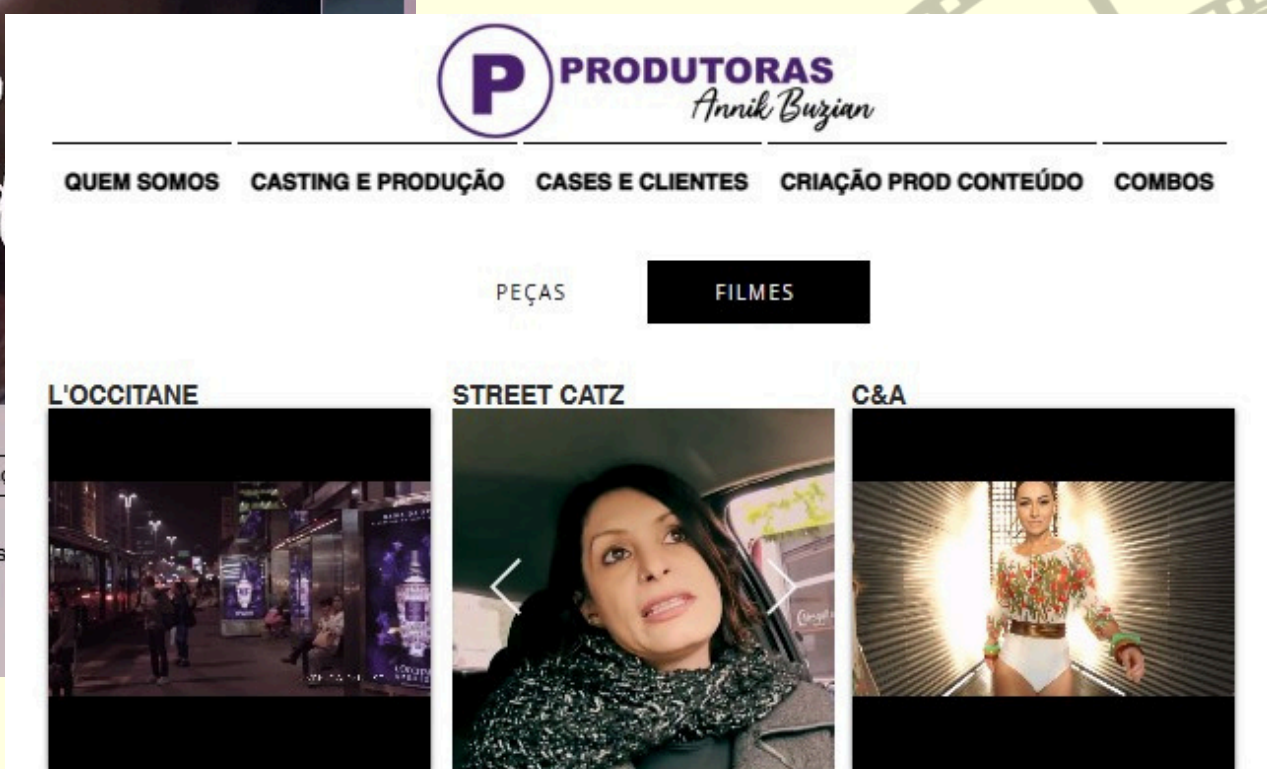 P
PRODUTORAS
Annik Buzian
QUEM SOMOS CASTING E PRODUÇÃO CASES E CLIENTES CRIAÇÃO PROD CONTEÚDO COMBOS
PEÇAS FILMES
L'OCCITANE STREET CATZ C&A